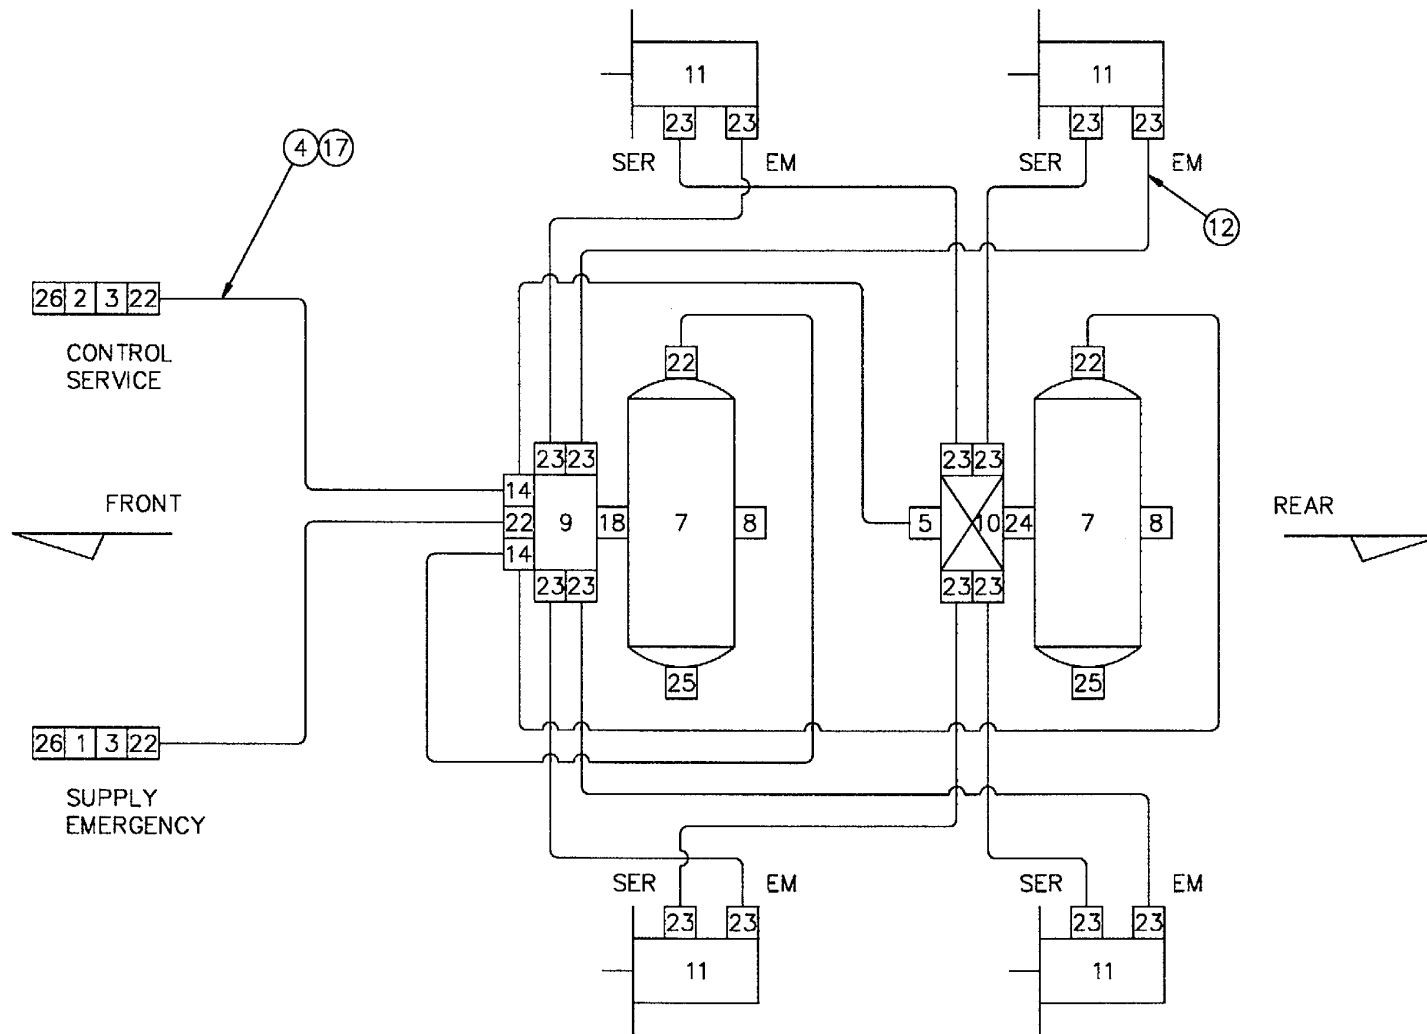 11
11
23 23
23 23
SER EM
SER EM
4 17
12
26 2 3 22
CONTROL
SERVICE
22
22
23 23
23 23
14
FRONT
REAR
22 9 18 7 8
5 10 24 7 8
14
23 23
23 23
25
25
26 1 3 22
SUPPLY
EMERGENCY
SER EM
SER EM
23 23
23 23
11
11